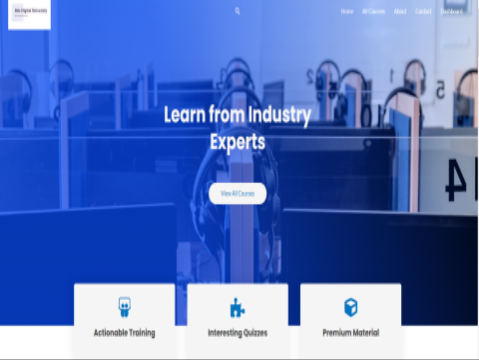 Home All Courses About Contact Dashboard
Learn from Industry
Experts
View All Courses
Actionable Training
Interesting Quizzes
Premium Material